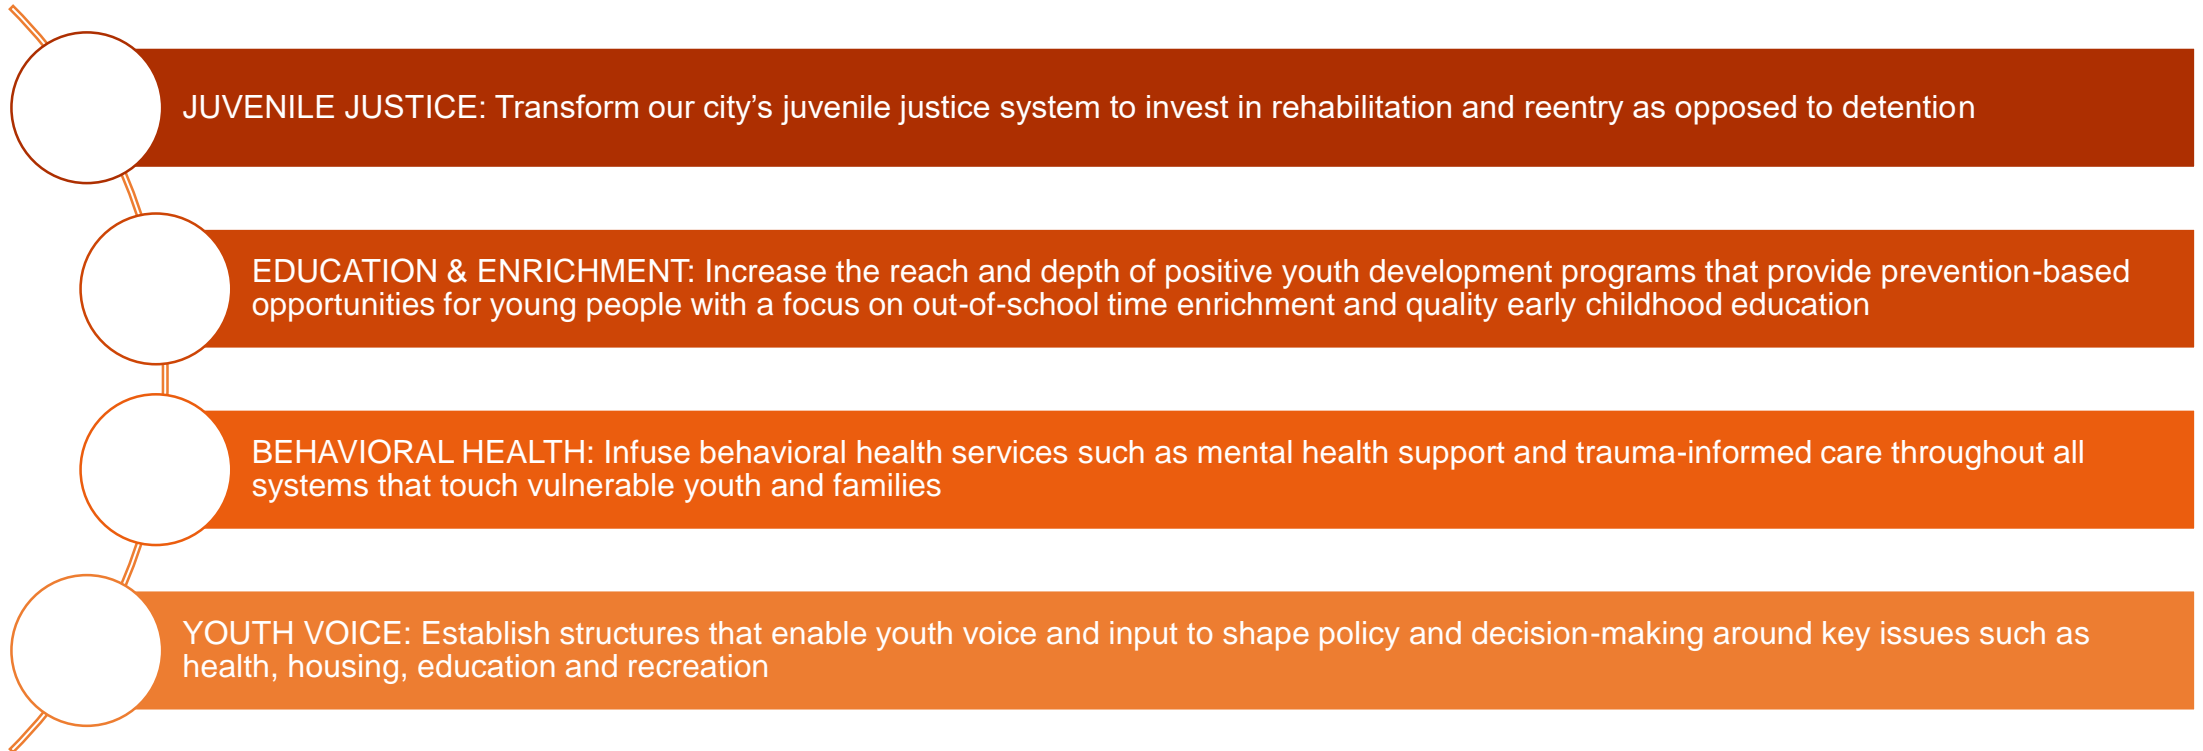 JUVENILE JUSTICE: Transform our city’s juvenile justice system to invest in rehabilitation and reentry as opposed to detention
EDUCATION & ENRICHMENT: Increase the reach and depth of positive youth development programs that provide prevention-based
opportunities for young people with a focus on out-of-school time enrichment and quality early childhood education
BEHAVIORAL HEALTH: Infuse behavioral health services such as mental health support and trauma-informed care throughout all
systems that touch vulnerable youth and families
YOUTH VOICE: Establish structures that enable youth voice and input to shape policy and decision-making around key issues such as
health, housing, education and recreation